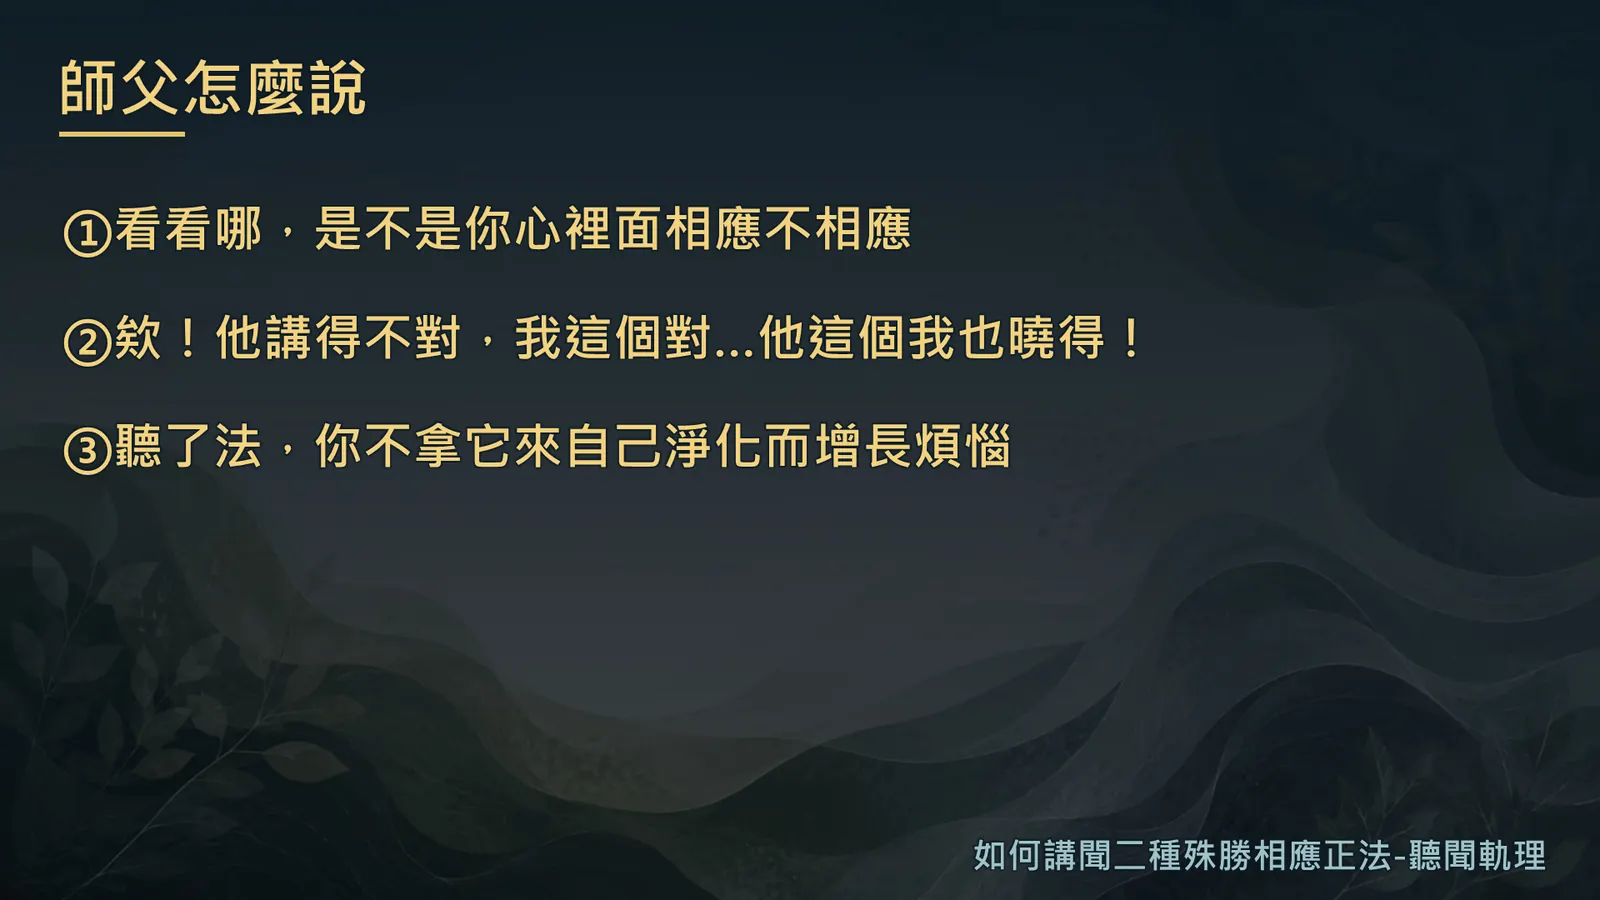 師父怎麼說
①看看哪，是不是你心裡面相應不相應
②欸！他講得不對，我這個對...他這個我也曉得！
③聽了法，你不拿它來自己淨化而增長煩惱
如何講聞二種殊勝相應正法-聽聞軌理